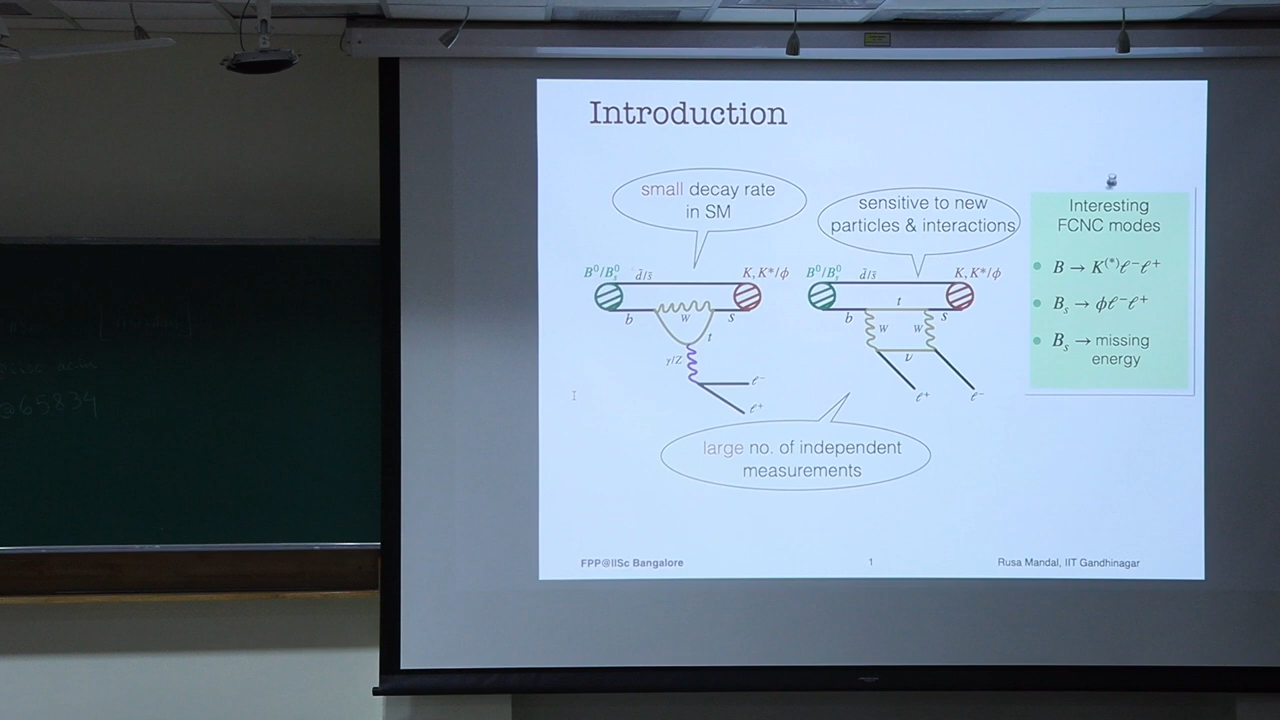 Introduction
small decay rate
in SM
sensitive to new
particles & interactions
B⁰/B⁰ₛ d̄/s̄ K, K*/ϕ
b W s
t
γ/Z
ℓ⁻
ℓ⁺
B⁰/B⁰ₛ d̄/s̄ K, K*/ϕ
t
b s
W W
ν
ℓ⁺ ℓ⁻
large no. of independent
measurements
Interesting
FCNC modes
• B → K⁽*⁾ℓ⁻ℓ⁺
• Bₛ → ϕℓ⁻ℓ⁺
• Bₛ → missing
energy
FPP@IISc Bangalore 1 Rusa Mandal, IIT Gandhinagar
@65834